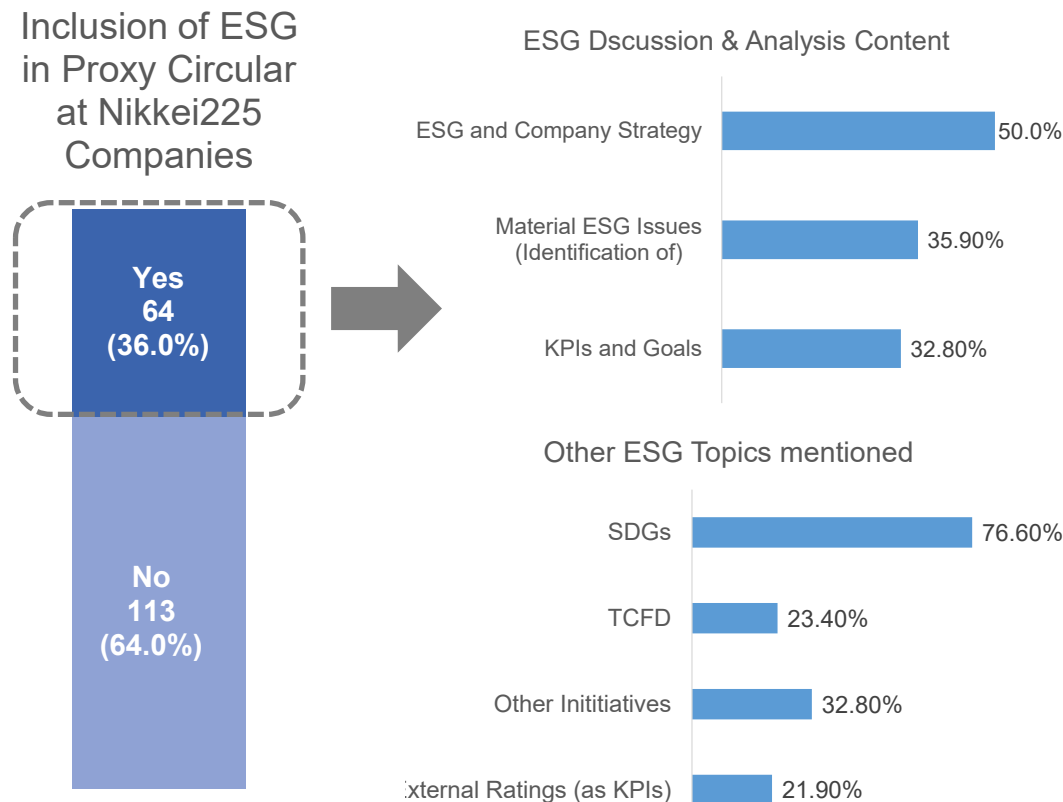 Inclusion of ESG
in Proxy Circular
at Nikkei225
Companies
Yes
64
(36.0%)
No
113
(64.0%)
ESG Dscussion & Analysis Content
ESG and Company Strategy
50.0%
Material ESG Issues
(Identification of)
35.90%
KPIs and Goals
32.80%
Other ESG Topics mentioned
SDGs
76.60%
TCFD
23.40%
Other Inititiatives
32.80%
External Ratings (as KPIs)
21.90%